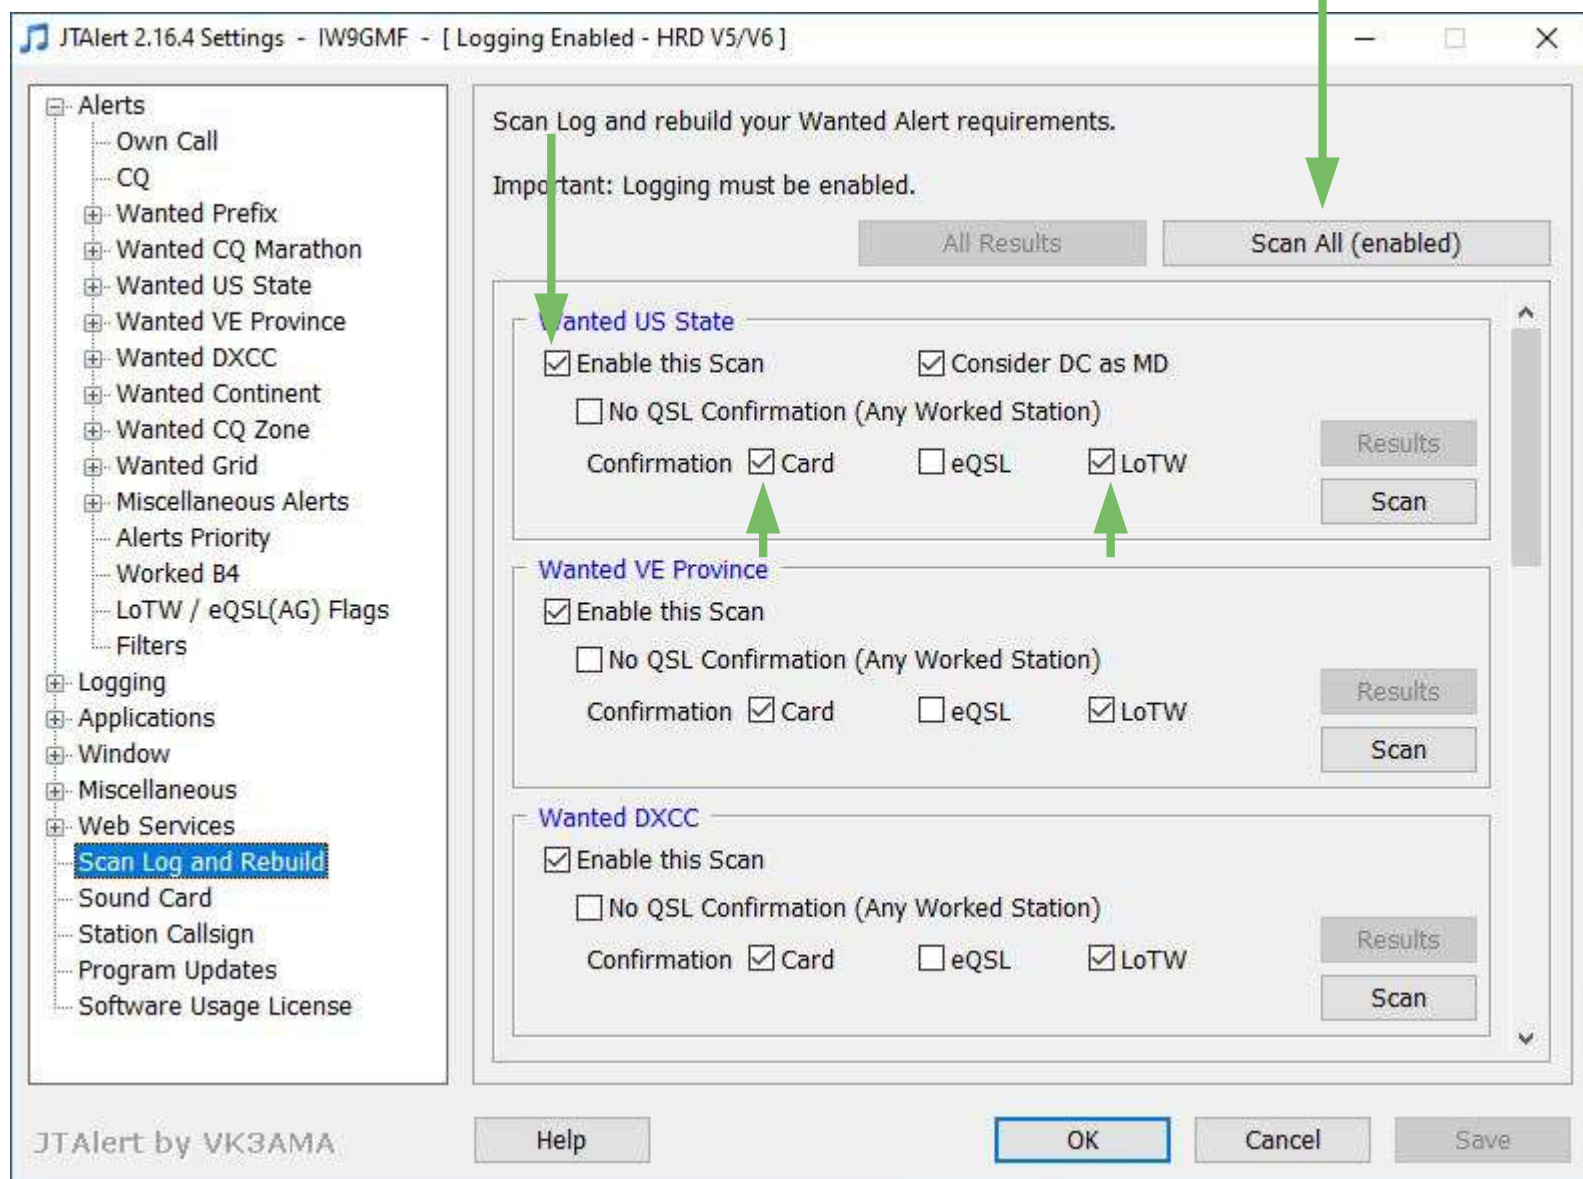 JTAlert 2.16.4 Settings - IW9GMF - [ Logging Enabled - HRD V5/V6 ]
Alerts
Own Call
CQ
Wanted Prefix
Wanted CQ Marathon
Wanted US State
Wanted VE Province
Wanted DXCC
Wanted Continent
Wanted CQ Zone
Wanted Grid
Miscellaneous Alerts
Alerts Priority
Worked B4
LoTW / eQSL(AG) Flags
Filters
Logging
Applications
Window
Miscellaneous
Web Services
Scan Log and Rebuild
Sound Card
Station Callsign
Program Updates
Software Usage License
Scan Log and rebuild your Wanted Alert requirements.
Important: Logging must be enabled.
All Results Scan All (enabled)
Wanted US State
Enable this Scan Consider DC as MD
No QSL Confirmation (Any Worked Station)
Results
Confirmation Card eQSL LoTW
Scan
Wanted VE Province
Enable this Scan
No QSL Confirmation (Any Worked Station)
Results
Confirmation Card eQSL LoTW
Scan
Wanted DXCC
Enable this Scan
No QSL Confirmation (Any Worked Station)
Results
Confirmation Card eQSL LoTW
Scan
JTAlert by VK3AMA Help OK Cancel Save